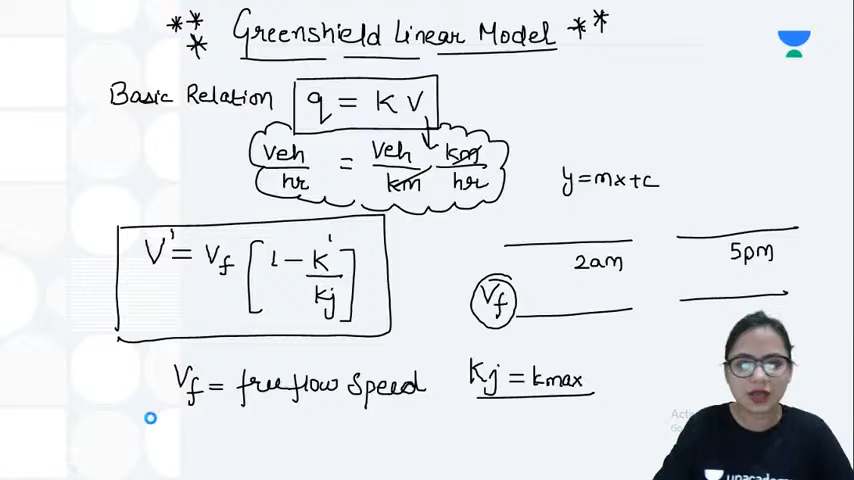 ** Greenshield Linear Model **
*
Basic Relation q = K V
veh/hr = veh/km km/hr
y = mx + c
V' = Vf [1 - K'/Kj]
2am 5pm
Vf
Vf = free flow Speed Kj = kmax
unacademy